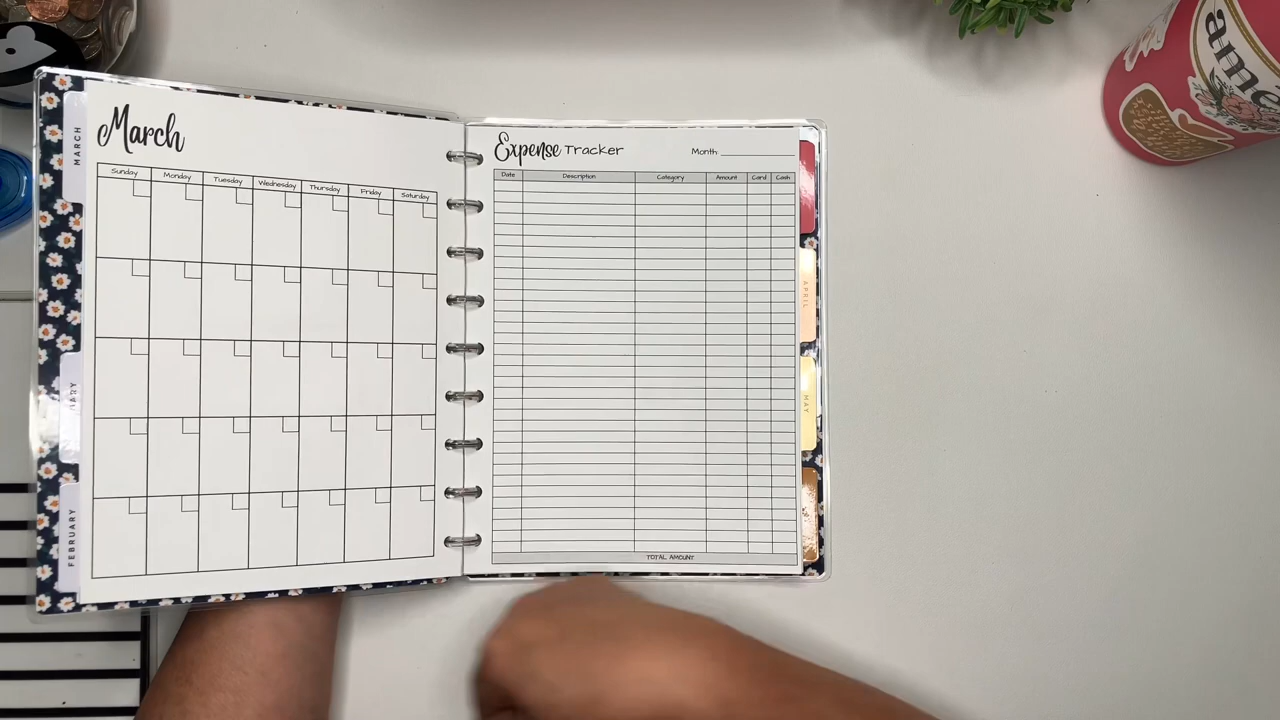 March
Sunday Monday Tuesday Wednesday Thursday Friday Saturday
MARCH
FEBRUARY
Expense Tracker
Month:
Date Description Category Amount Card Cash
TOTAL AMOUNT
APRIL
MAY
ame